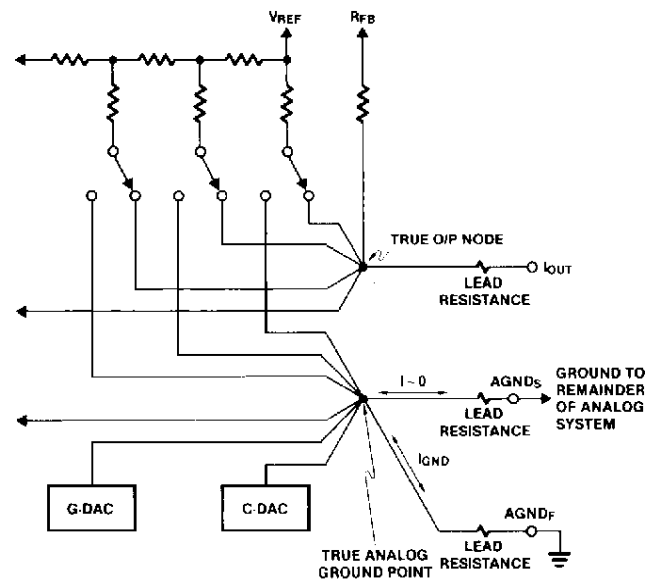 VREF
RFB
TRUE O/P NODE
IOUT
LEAD
RESISTANCE
I~0
AGNDS
GROUND TO
REMAINDER
OF ANALOG
SYSTEM
LEAD
RESISTANCE
IGND
G-DAC
C-DAC
AGNDF
LEAD
RESISTANCE
TRUE ANALOG
GROUND POINT